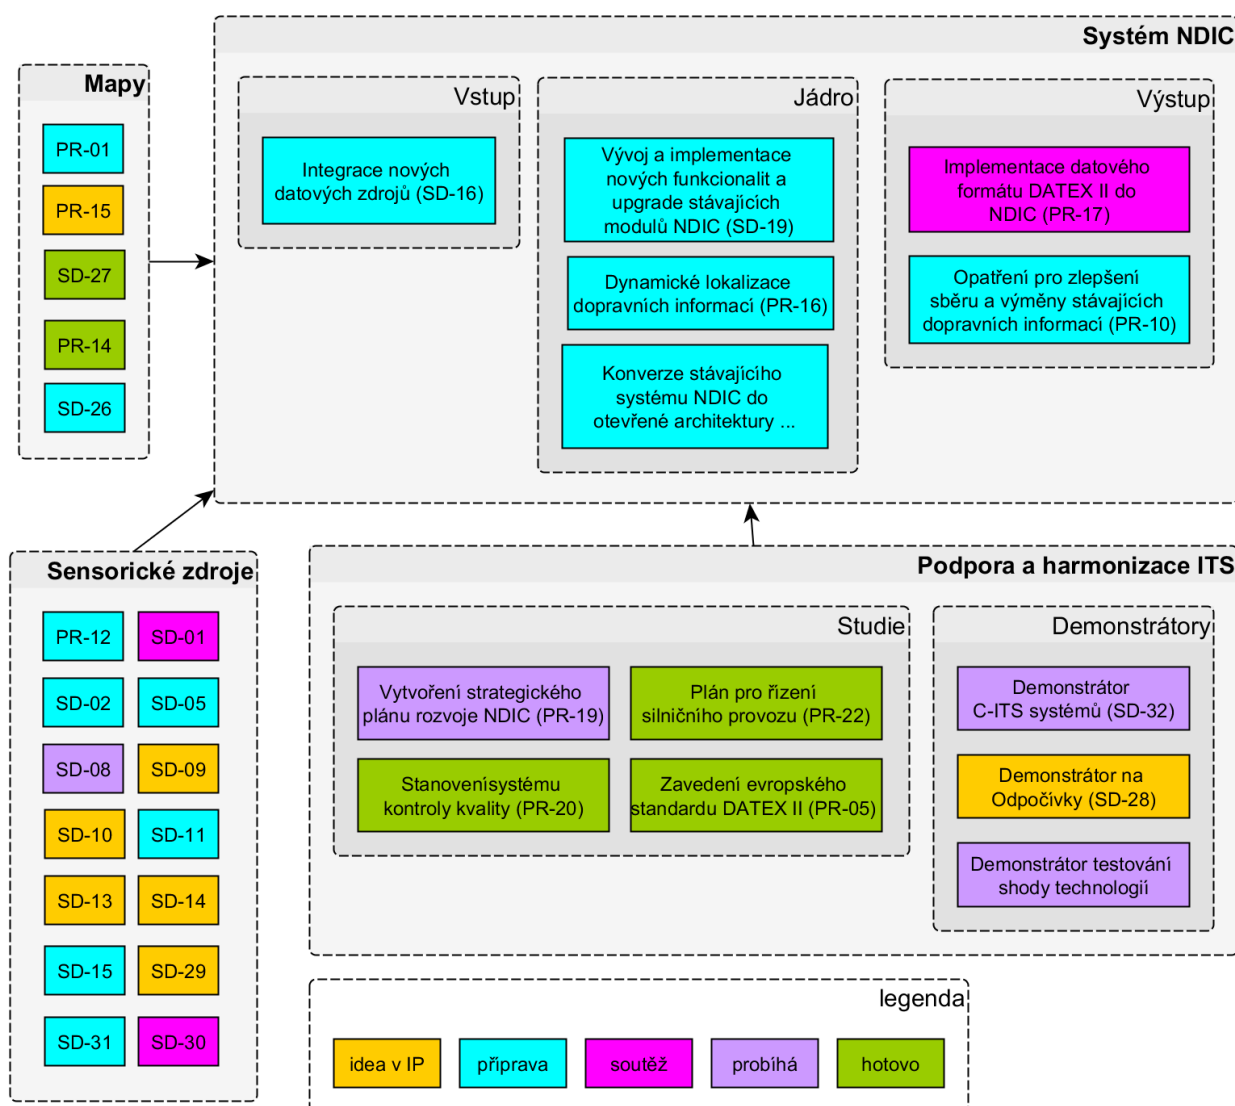 Systém NDIC
Mapy
PR-01
PR-15
SD-27
PR-14
SD-26
Vstup
Integrace nových
datových zdrojů (SD-16)
Jádro
Vývoj a implementace
nových funkcionalit a
upgrade stávajících
modulů NDIC (SD-19)
Dynamické lokalizace
dopravních informací (PR-16)
Konverze stávajícího
systému NDIC do
otevřené architektury ...
Výstup
Implementace datového
formátu DATEX II do
NDIC (PR-17)
Opatření pro zlepšení
sběru a výměny stávajících
dopravních informací (PR-10)
Sensorické zdroje
PR-12 SD-01
SD-02 SD-05
SD-08 SD-09
SD-10 SD-11
SD-13 SD-14
SD-15 SD-29
SD-31 SD-30
Podpora a harmonizace ITS
Studie
Vytvoření strategického
plánu rozvoje NDIC (PR-19)
Plán pro řízení
silničního provozu (PR-22)
Stanovenísystému
kontroly kvality (PR-20)
Zavedení evropského
standardu DATEX II (PR-05)
Demonstrátory
Demonstrátor
C-ITS systémů (SD-32)
Demonstrátor na
Odpočívky (SD-28)
Demonstrátor testování
shody technologií
legenda
idea v IP příprava soutěž probíhá hotovo